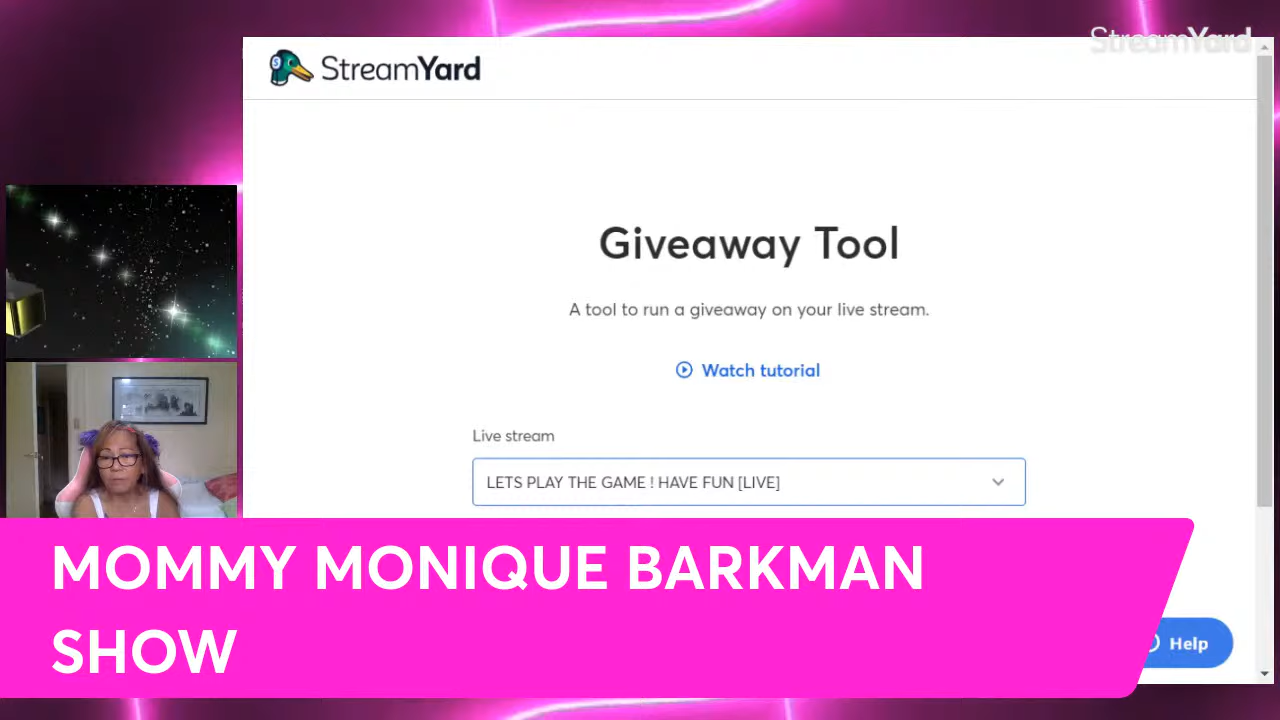 StreamYard
StreamYard
Giveaway Tool
A tool to run a giveaway on your live stream.
Watch tutorial
Live stream
LETS PLAY THE GAME ! HAVE FUN [LIVE]
MOMMY MONIQUE BARKMAN
SHOW
Help